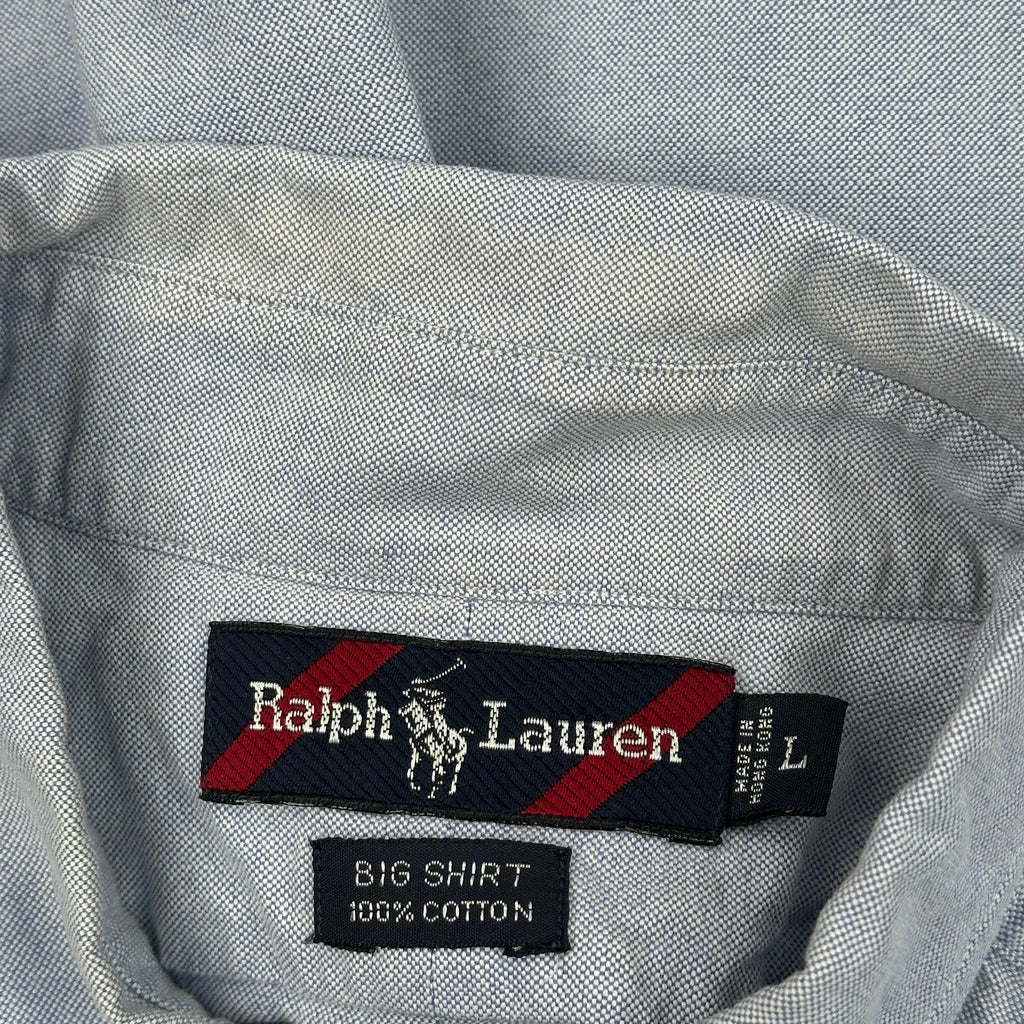 Ralph Lauren
MADE IN
HONG KONG
L
BIG SHIRT
100% COTTON